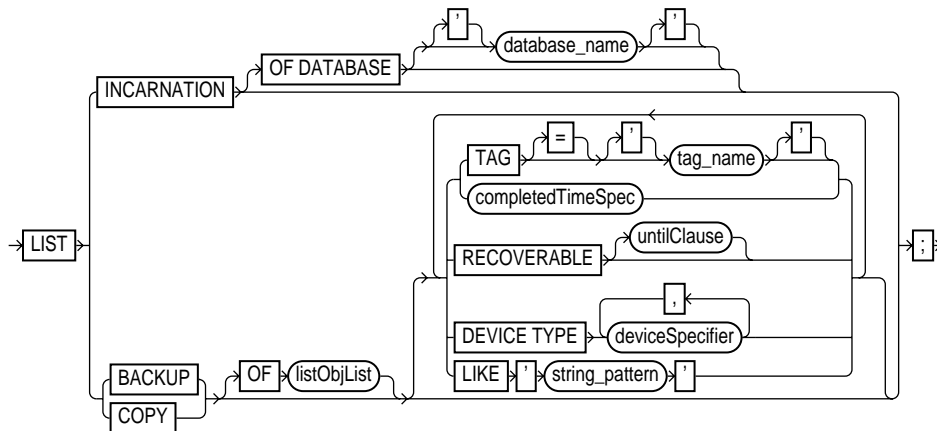 ' database_name '
OF DATABASE
INCARNATION
= ' '
TAG tag_name
completedTimeSpec
untilClause
LIST RECOVERABLE ;
,
DEVICE TYPE deviceSpecifier
BACKUP OF listObjList LIKE ' string_pattern '
COPY